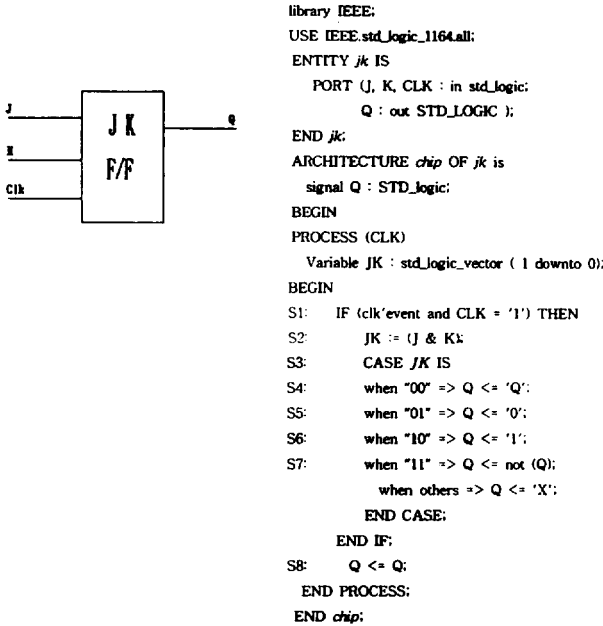 J
K
Clk
J K
F/F
Q
library IEEE;
USE IEEE.std_logic_1164.all;
ENTITY jk IS
PORT (J, K, CLK : in std_logic;
Q : out STD_LOGIC );
END jk;
ARCHITECTURE chip OF jk is
signal Q : STD_logic;
BEGIN
PROCESS (CLK)
Variable JK : std_logic_vector ( 1 downto 0);
BEGIN
S1: IF (clk'event and CLK = '1') THEN
S2: JK := (J & K);
S3: CASE JK IS
S4: when "00" => Q <= 'Q';
S5: when "01" => Q <= '0';
S6: when "10" => Q <= '1';
S7: when "11" => Q <= not (Q);
when others => Q <= 'X';
END CASE;
END IF;
S8: Q <= Q;
END PROCESS;
END chip;